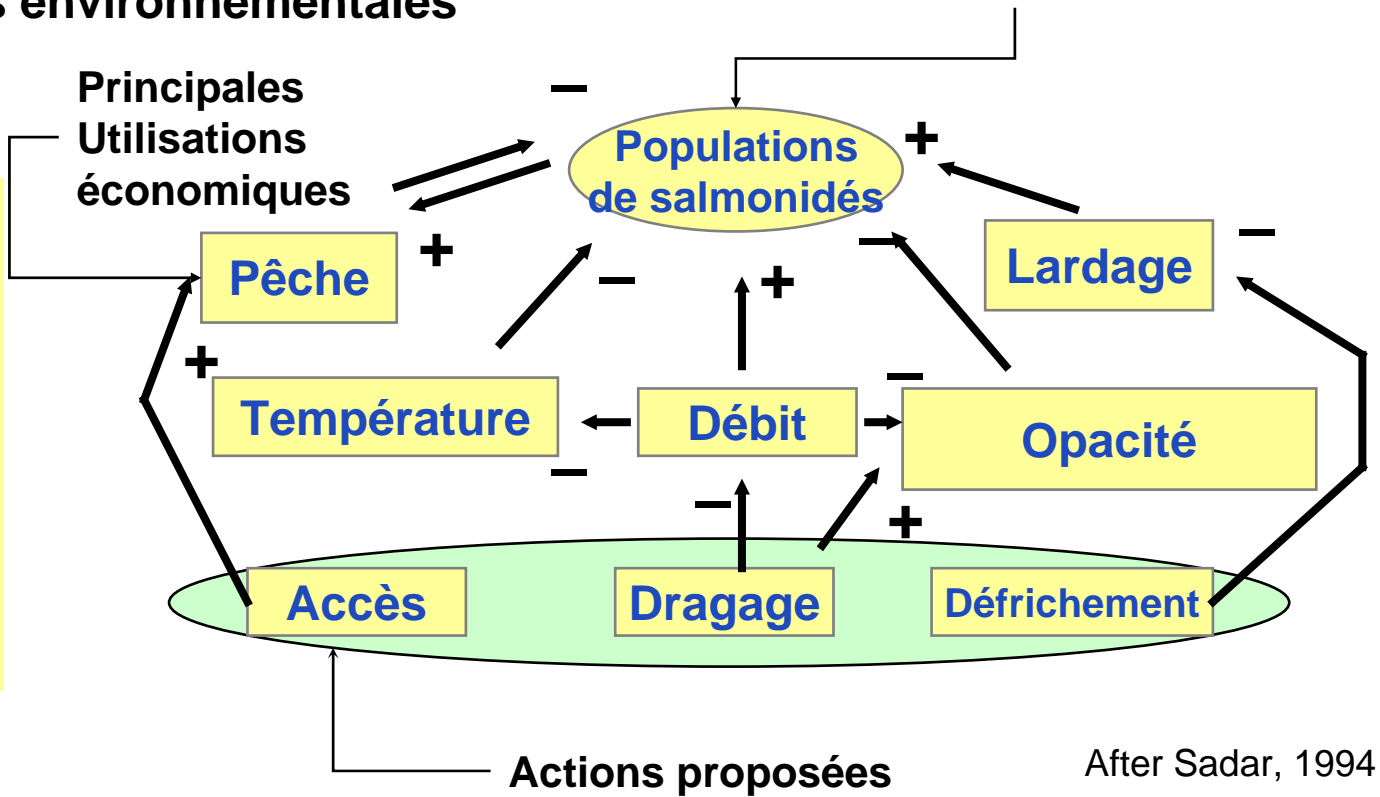 s environnementales
Principales
Utilisations
économiques
–
Populations
de salmonidés
+
+
Pêche
–
+
–
Lardage
–
+
Température
Débit
–
Opacité
–
–
+
Accès
Dragage
Défrichement
Actions proposées
After Sadar, 1994